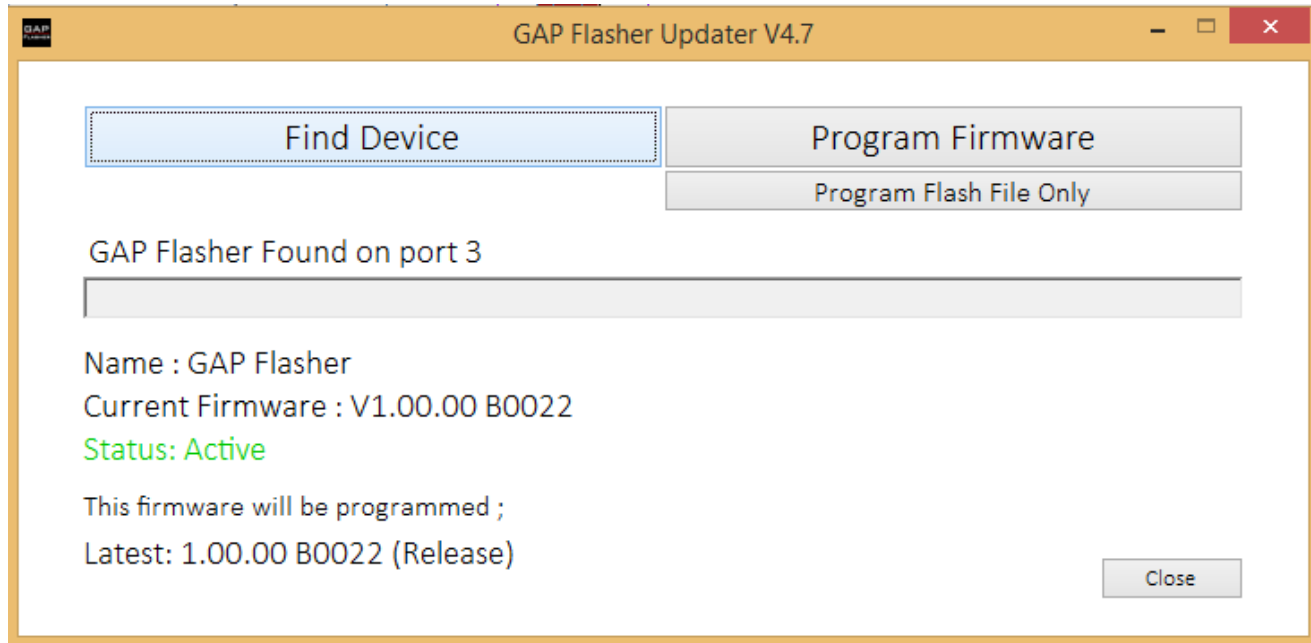 GAP
FLASHER
GAP Flasher Updater V4.7
Find Device
Program Firmware
Program Flash File Only
GAP Flasher Found on port 3
Name : GAP Flasher
Current Firmware : V1.00.00 B0022
Status: Active
This firmware will be programmed ;
Latest: 1.00.00 B0022 (Release)
Close